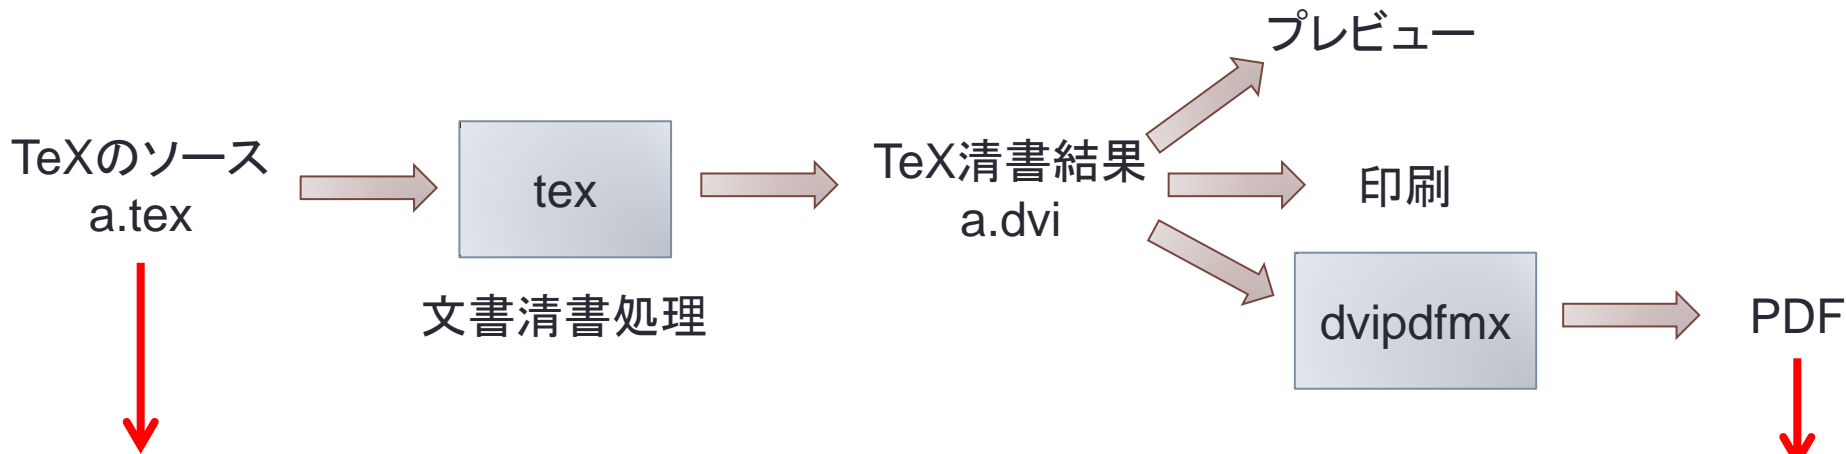 プレビュー
TeXのソース
a.tex
tex
TeX清書結果
a.dvi
印刷
文書清書処理
dvipdfmx
PDF